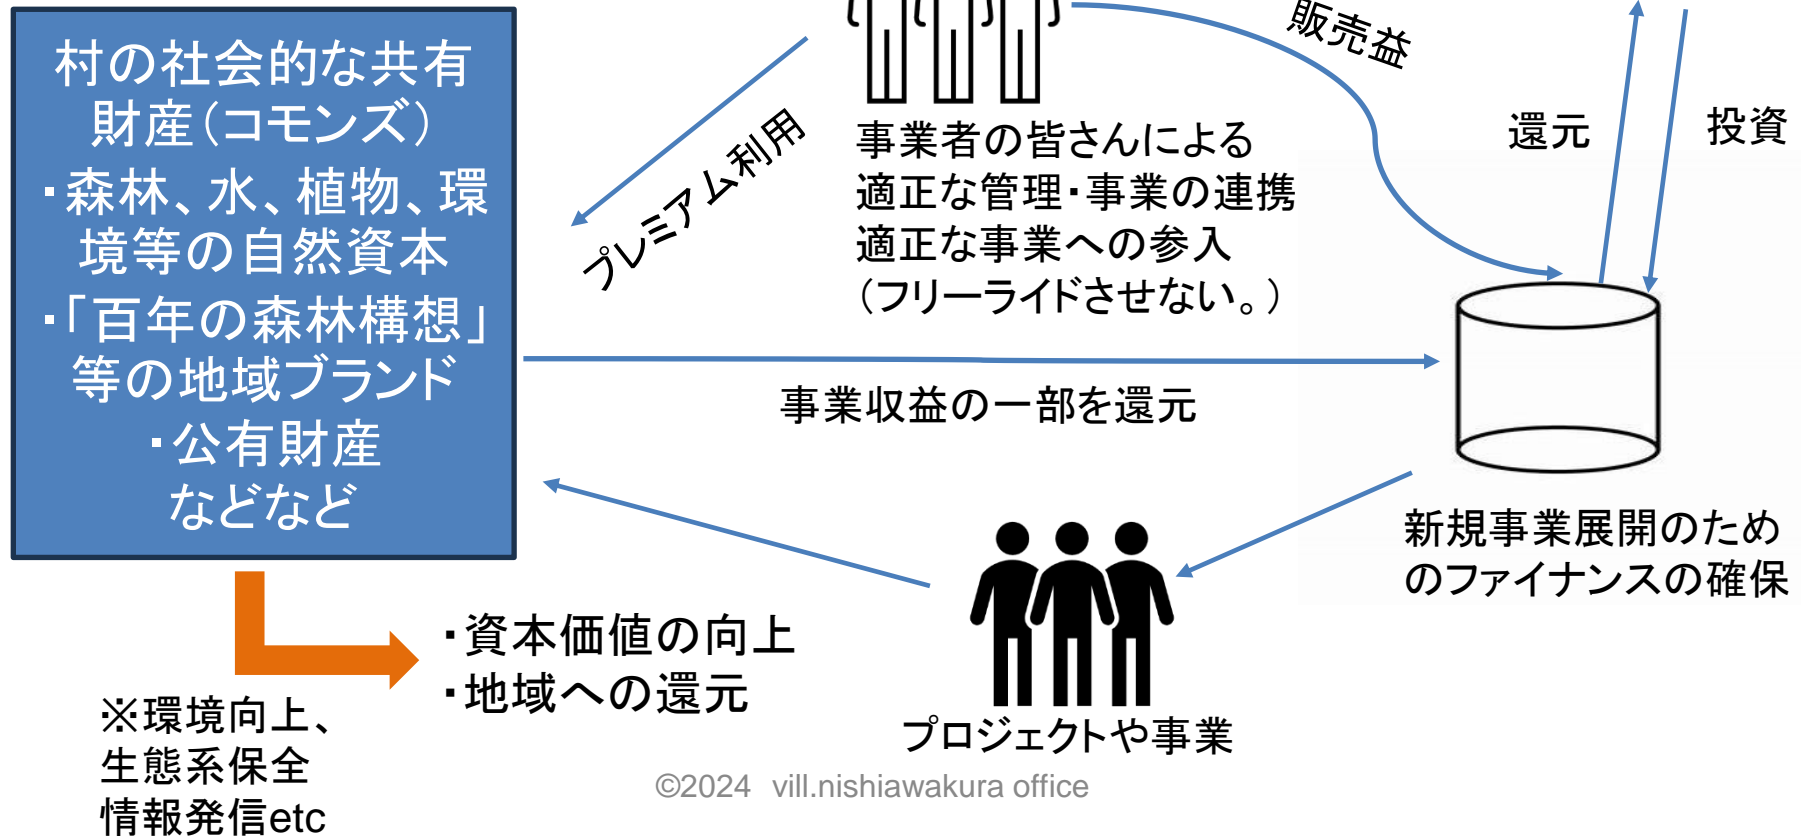 村の社会的な共有
財産(コモンズ)
・森林、水、植物、環
境等の自然資本
・「百年の森林構想」
等の地域ブランド
・公有財産
などなど
プレミアム利用
事業者の皆さんによる
適正な管理・事業の連携
適正な事業への参入
(フリーライドさせない。)
販売益
還元
投資
事業収益の一部を還元
新規事業展開のため
のファイナンスの確保
・資本価値の向上
・地域への還元
プロジェクトや事業
※環境向上、
生態系保全
情報発信etc
©2024 vill.nishiawakura office